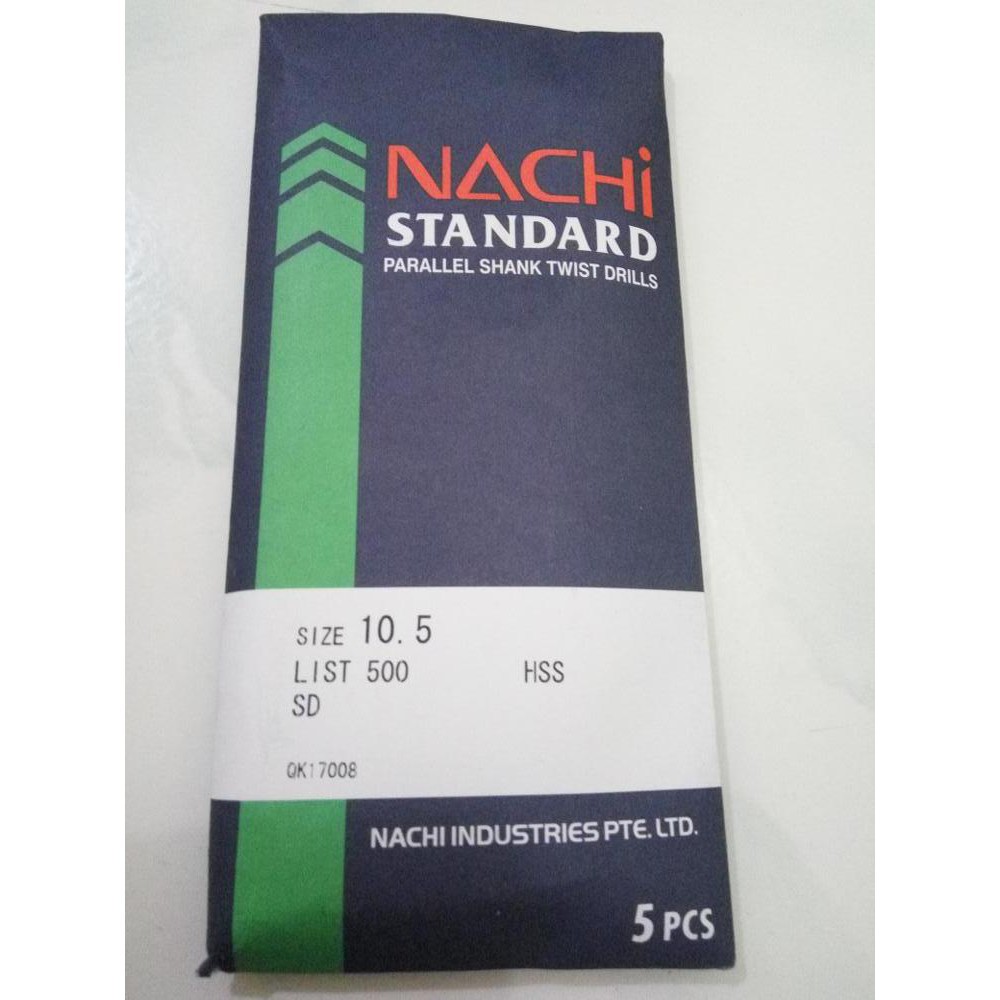 NACHi
STANDARD
PARALLEL SHANK TWIST DRILLS
SIZE 10.5
LIST 500 HSS
SD
QK17008
NACHI INDUSTRIES PTE. LTD.
5 PCS